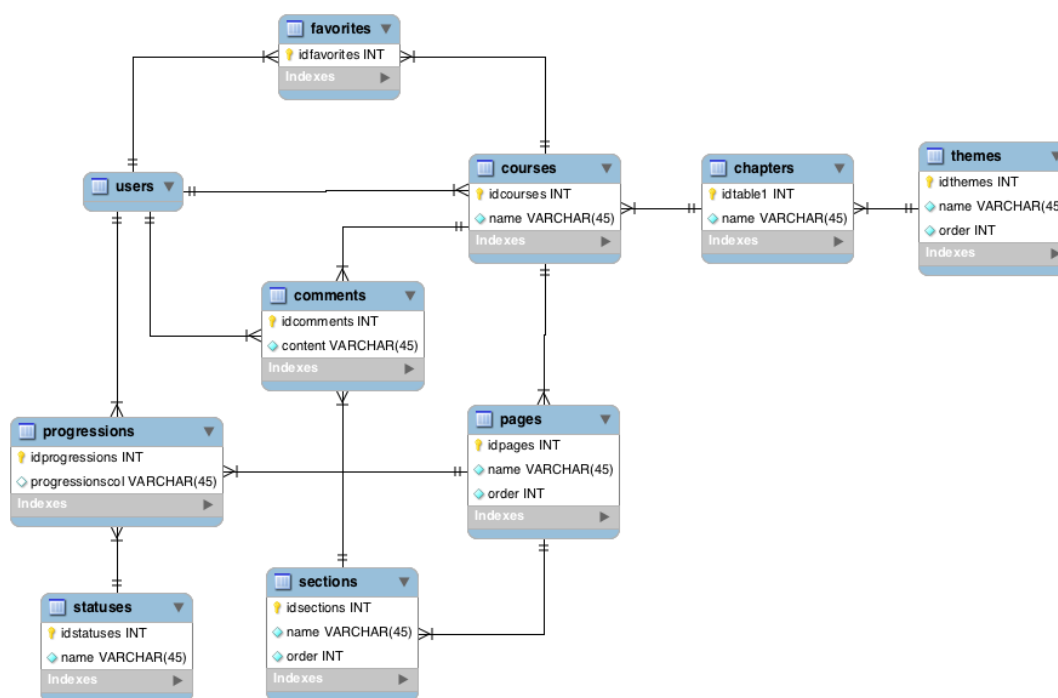 favorites
idfavorites INT
Indexes
users
courses
idcourses INT
name VARCHAR(45)
Indexes
chapters
idtable1 INT
name VARCHAR(45)
Indexes
themes
idthemes INT
name VARCHAR(45
order INT
Indexes
comments
idcomments INT
content VARCHAR(45)
Indexes
progressions
idprogressions INT
progressionscol VARCHAR(45)
Indexes
pages
idpages INT
name VARCHAR(45)
order INT
Indexes
statuses
idstatuses INT
name VARCHAR(45)
Indexes
sections
idsections INT
name VARCHAR(45)
order INT
Indexes